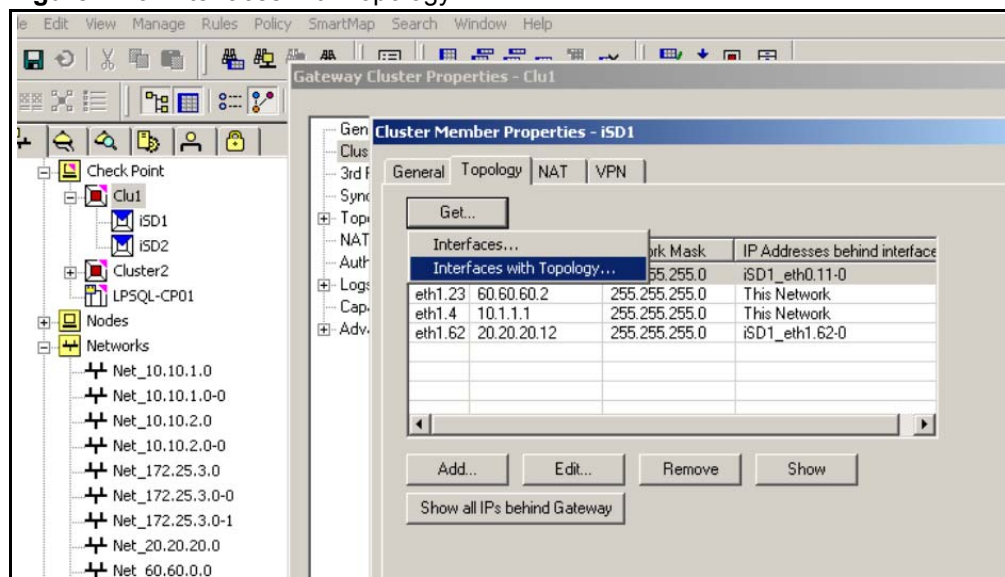 Edit View Manage Rules Policy SmartMap Search Window Help
Gateway Cluster Properties - Clu1
Cluster Member Properties - iSD1
General Topology NAT VPN
Get...
Interfaces...
Interfaces with Topology...
IP Addresses behind interface
255.255.0 iSD1_eth0.11-0
eth1.23 60.60.60.2 255.255.255.0 This Network
eth1.4 10.1.1.1 255.255.255.0 This Network
eth1.62 20.20.20.12 255.255.255.0 iSD1_eth1.62-0
Add... Edit... Remove Show
Show all IPs behind Gateway
Gen
Clus
3rd
Sync
Top
NAT
Auth
Logs
Cap
Adv
Check Point
Clu1
iSD1
iSD2
Cluster2
LPSQL-CP01
Nodes
Networks
Net_10.10.1.0
Net_10.10.1.0-0
Net_10.10.2.0
Net_10.10.2.0-0
Net_172.25.3.0
Net_172.25.3.0-0
Net_172.25.3.0-1
Net_20.20.20.0
Net_60.60.0.0